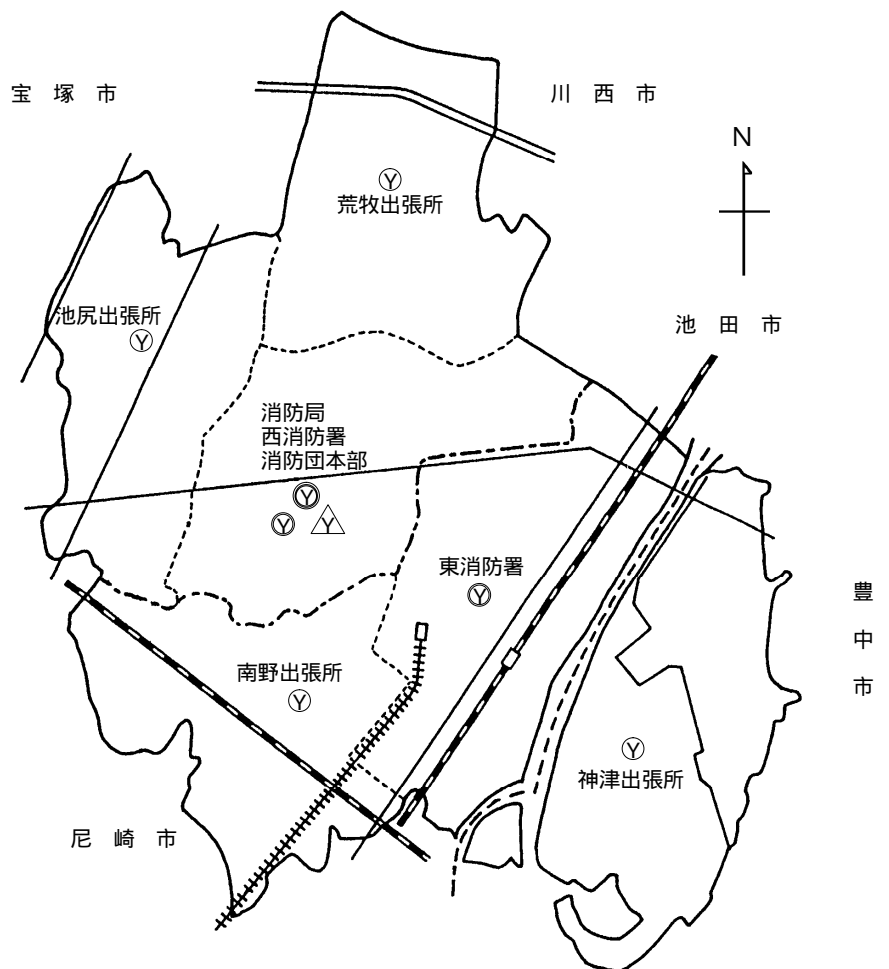 宝塚市
川西市
N
Y
荒牧出張所
池尻出張所
Y
池田市
消防局
西消防署
消防団本部
Y
Y
Y
東消防署
Y
豊中市
南野出張所
Y
Y
神津出張所
尼崎市